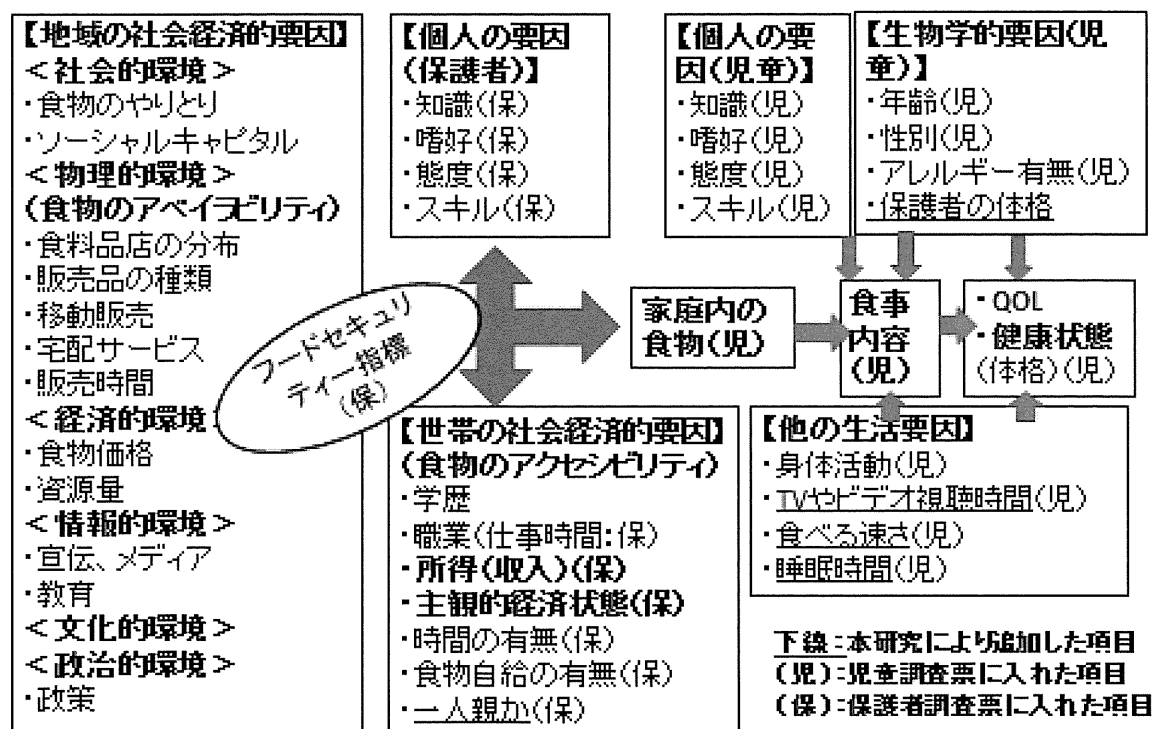 【地域の社会経済的要因】
＜社会的環境＞
・食物のやりとり
・ソーシャルキャピタル
＜物理的環境＞
(食物のアベイラビリティ)
・食料品店の分布
・販売品の種類
・移動販売
・宅配サービス
・販売時間
＜経済的環境
・食物価格
・資源量
＜情報的環境＞
・宣伝、メディア
・教育
＜文化的環境＞
＜政治的環境＞
・政策
フードセキュリ
ティー指標
(保)
【個人の要因
(保護者)】
・知識(保)
・嗜好(保)
・態度(保)
・スキル(保)
【世帯の社会経済的要因】
(食物のアクセシビリティ)
・学歴
・職業(仕事時間:保)
・所得(収入)(保)
・主観的経済状態(保)
・時間の有無(保)
・食物自給の有無(保)
・一人親か(保)
家庭内の
食物(児)
【個人の要
因(児童)】
・知識(児)
・嗜好(児)
・態度(児)
・スキル(児)
【生物学的要因(児
童)】
・年齢(児)
・性別(児)
・アレルギー有無(児)
・保護者の体格
食事
内容
(児)
・QOL
・健康状態
(体格)(児)
【他の生活要因】
・身体活動(児)
・TVやビデオ視聴時間(児)
・食べる速さ(児)
・睡眠時間(児)
下線:本研究により追加した項目
(児):児童調査票に入れた項目
(保):保護者調査票に入れた項目